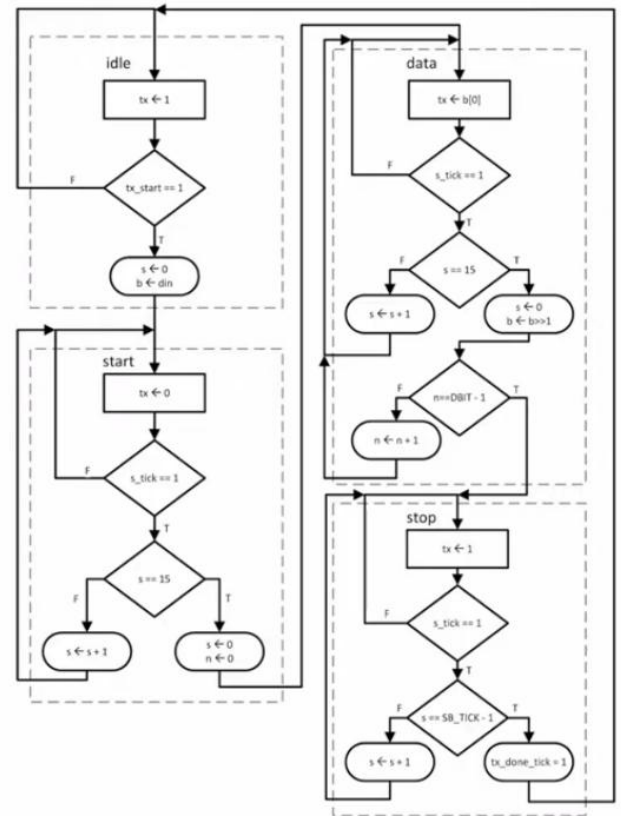 idle
tx ← 1
F
tx_start == 1
T
s ← 0
b ← din
start
tx ← 0
F
s_tick == 1
T
s == 15
F
T
s ← s + 1
s ← 0
n ← 0
data
tx ← b[0]
F
s_tick == 1
T
F
s == 15
T
s ← s + 1
s ← 0
b ← b>>1
F
n==DBIT - 1
T
n ← n + 1
stop
tx ← 1
F
s_tick == 1
T
F
s == SB_TICK - 1
T
s ← s + 1
tx_done_tick = 1